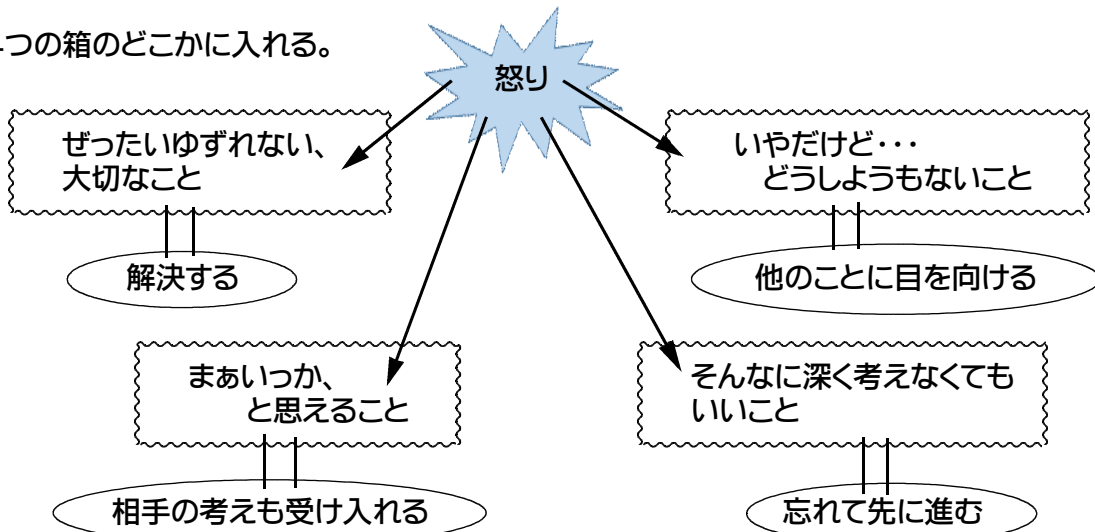 つの箱のどこかに入れる。
怒り
ぜったいゆずれない、
大切なこと
いやだけど・・・
どうしようもないこと
解決する
他のことに目を向ける
まぁいっか、
と思えること
そんなに深く考えなくても
いいこと
相手の考えも受け入れる
忘れて先に進む